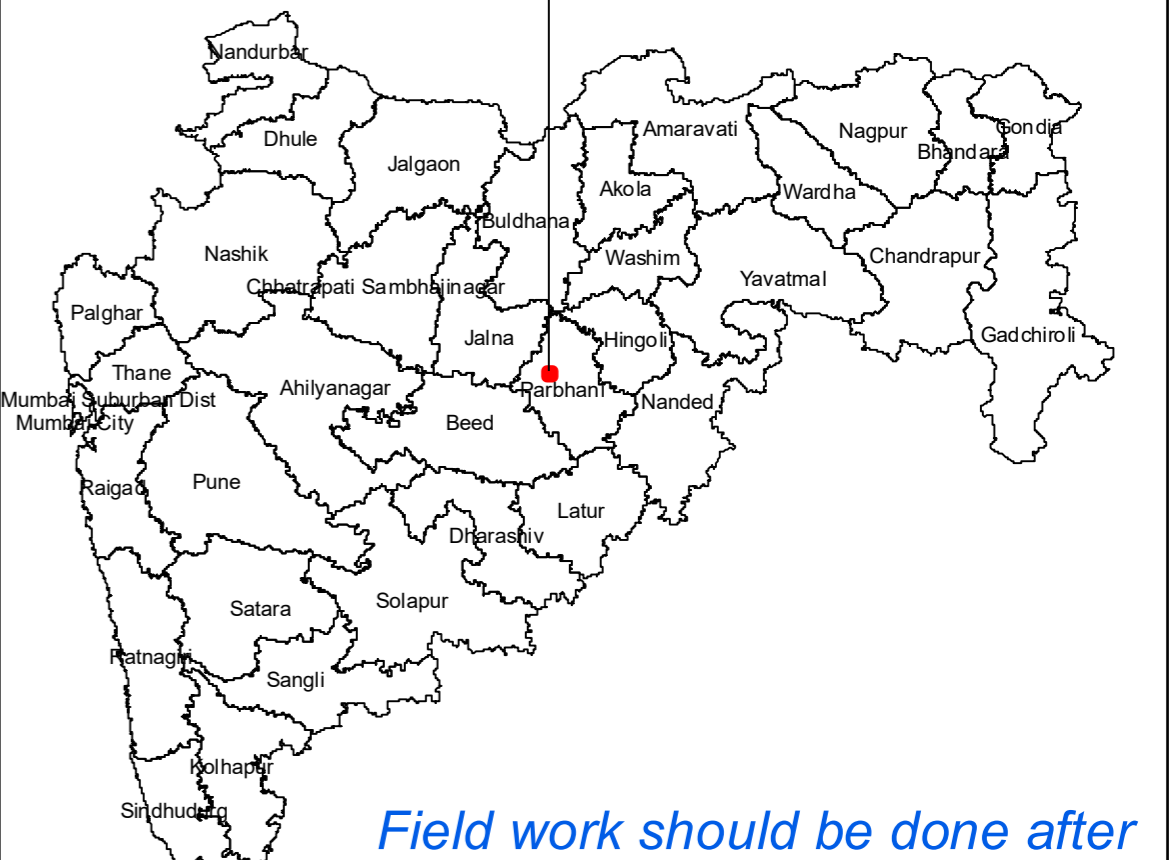 Nandurbar
Dhule
Jalgaon
Amaravati
Nagpur
Gondia
Bhandara
Akola
Wardha
Buldhana
Nashik
Washim
Chandrapur
Chhatrapati Sambhajinagar
Yavatmal
Palghar
Jalna
Hingoli
Gadchiroli
Thane
Ahilyanagar
Parbhani
Mumbai Suburban Dist
Nanded
Mumbai City
Beed
Raigad
Pune
Latur
Dharashiv
Satara
Solapur
Ratnagiri
Sangli
Kolhapur
Sindhudurg
Field work should be done after